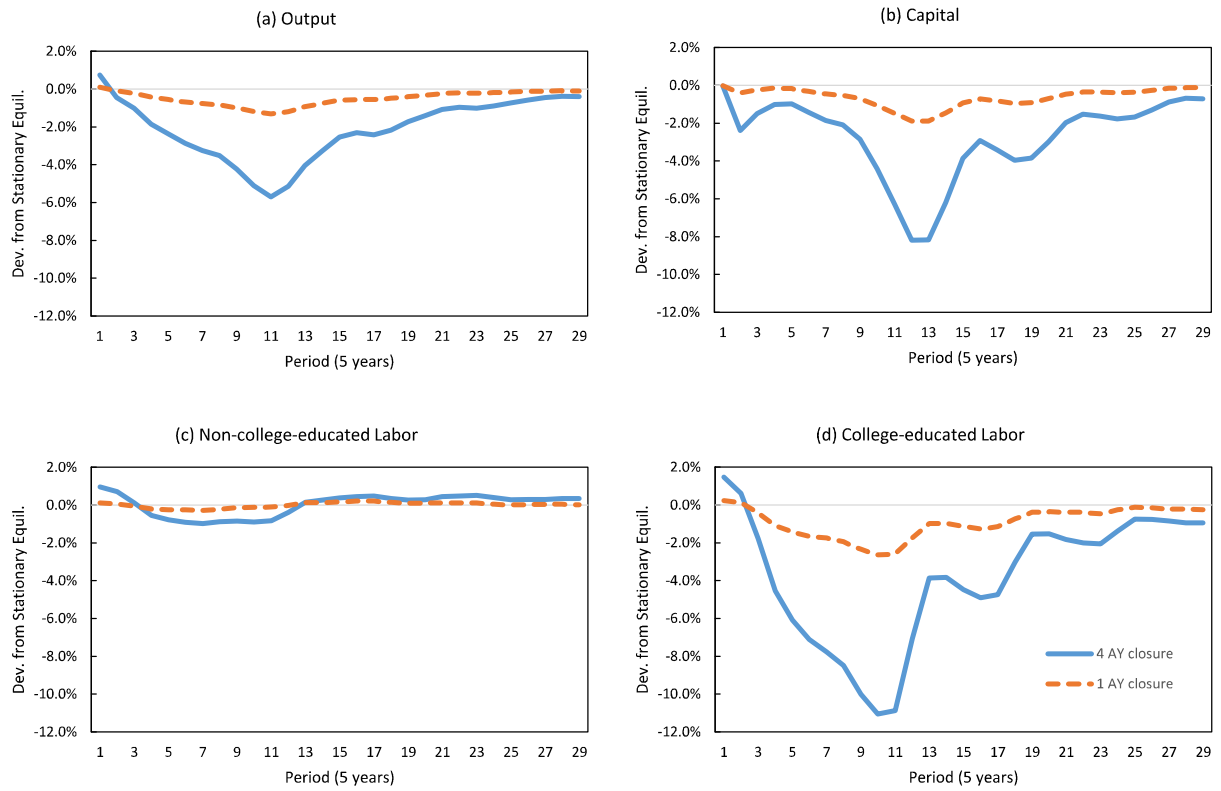 (a) Output
2.0%
0.0%
-2.0%
-4.0%
-6.0%
-8.0%
-10.0%
-12.0%
Dev. from Stationary Equil.
1 3 5 7 9 11 13 15 17 19 21 23 25 27 29
Period (5 years)
(b) Capital
2.0%
0.0%
-2.0%
-4.0%
-6.0%
-8.0%
-10.0%
-12.0%
Dev. from Stationary Equil.
1 3 5 7 9 11 13 15 17 19 21 23 25 27 29
Period (5 years)
(c) Non-college-educated Labor
2.0%
0.0%
-2.0%
-4.0%
-6.0%
-8.0%
-10.0%
-12.0%
Dev. from Stationary Equil.
1 3 5 7 9 11 13 15 17 19 21 23 25 27 29
Period (5 years)
(d) College-educated Labor
2.0%
0.0%
-2.0%
-4.0%
-6.0%
-8.0%
-10.0%
-12.0%
Dev. from Stationary Equil.
4 AY closure
1 AY closure
1 3 5 7 9 11 13 15 17 19 21 23 25 27 29
Period (5 years)